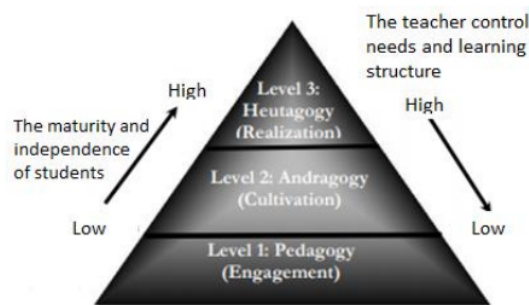 The teacher control
needs and learning
structure
High
High
The maturity and
independence
of students
Low
Low
Level 3:
Heutagogy
(Realization)
Level 2: Andragogy
(Cultivation)
Level 1: Pedagogy
(Engagement)